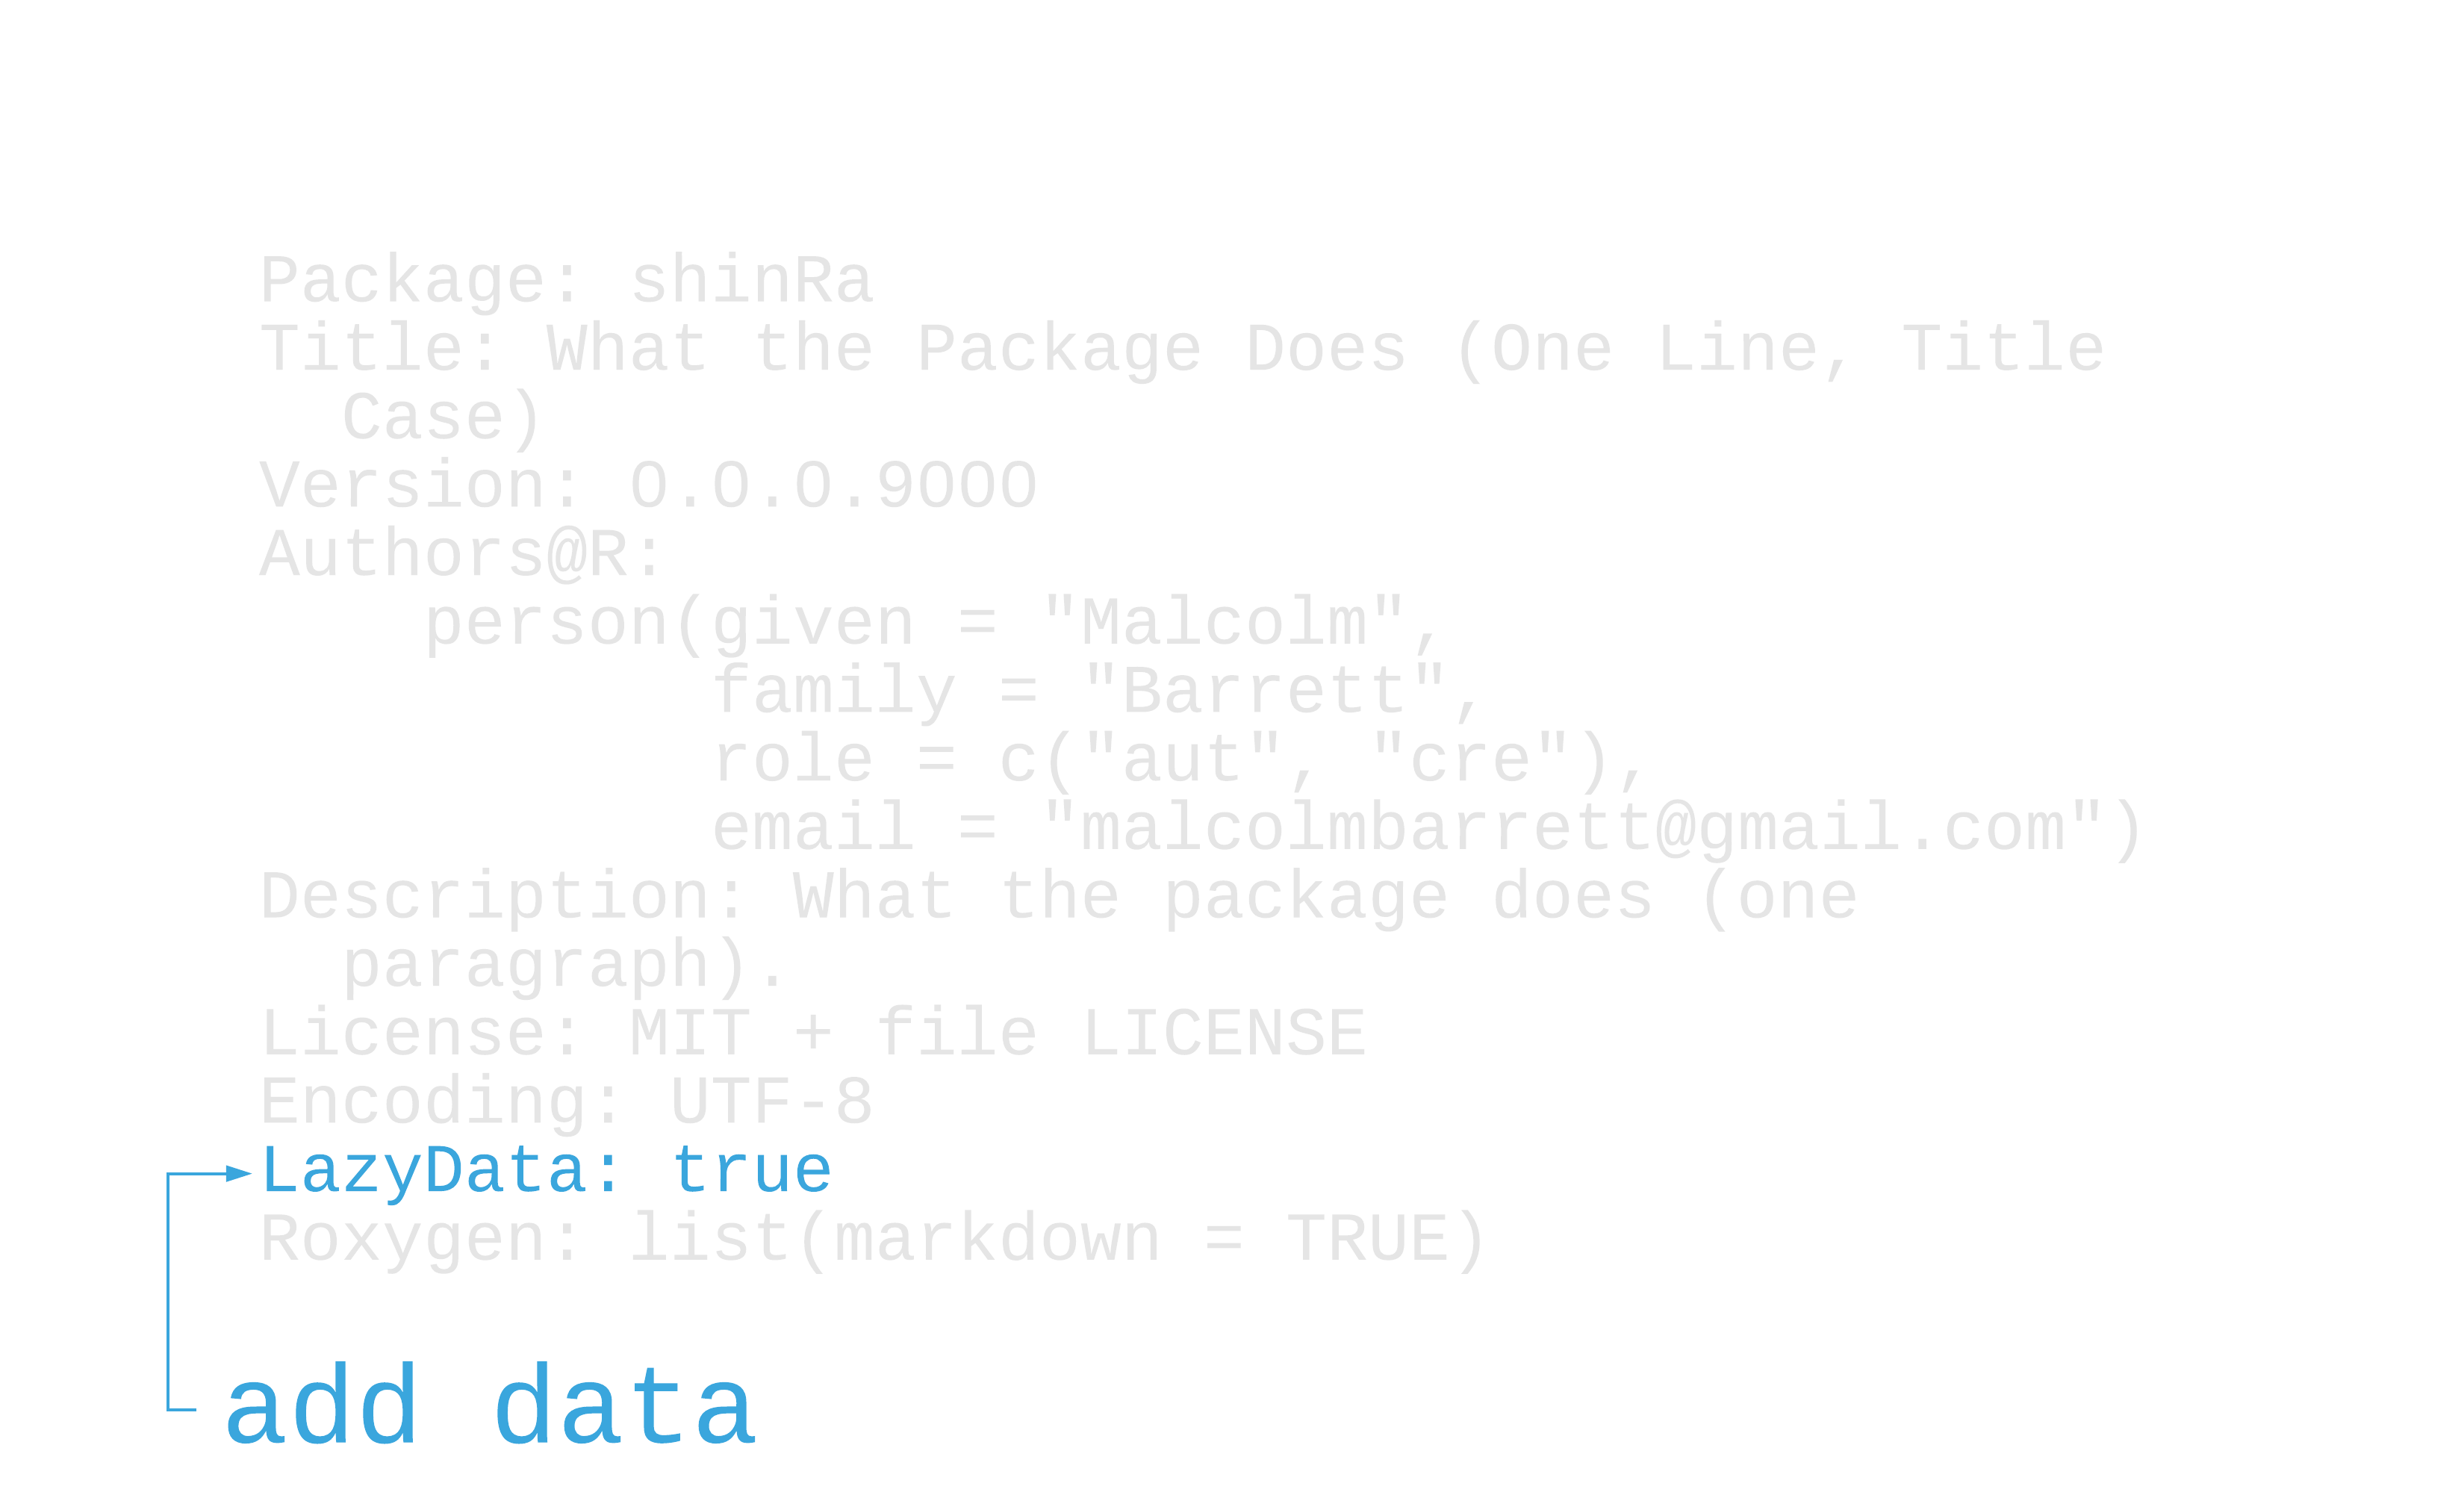 Package: shinRa
Title: What the Package Does (One Line, Title
  Case)
Version: 0.0.0.9000
Authors@R:
    person(given = "Malcolm",
           family = "Barrett",
           role = c("aut", "cre"),
           email = "malcolmbarrett@gmail.com")
Description: What the package does (one
  paragraph).
License: MIT + file LICENSE
Encoding: UTF-8
LazyData: true
Roxygen: list(markdown = TRUE)
add data